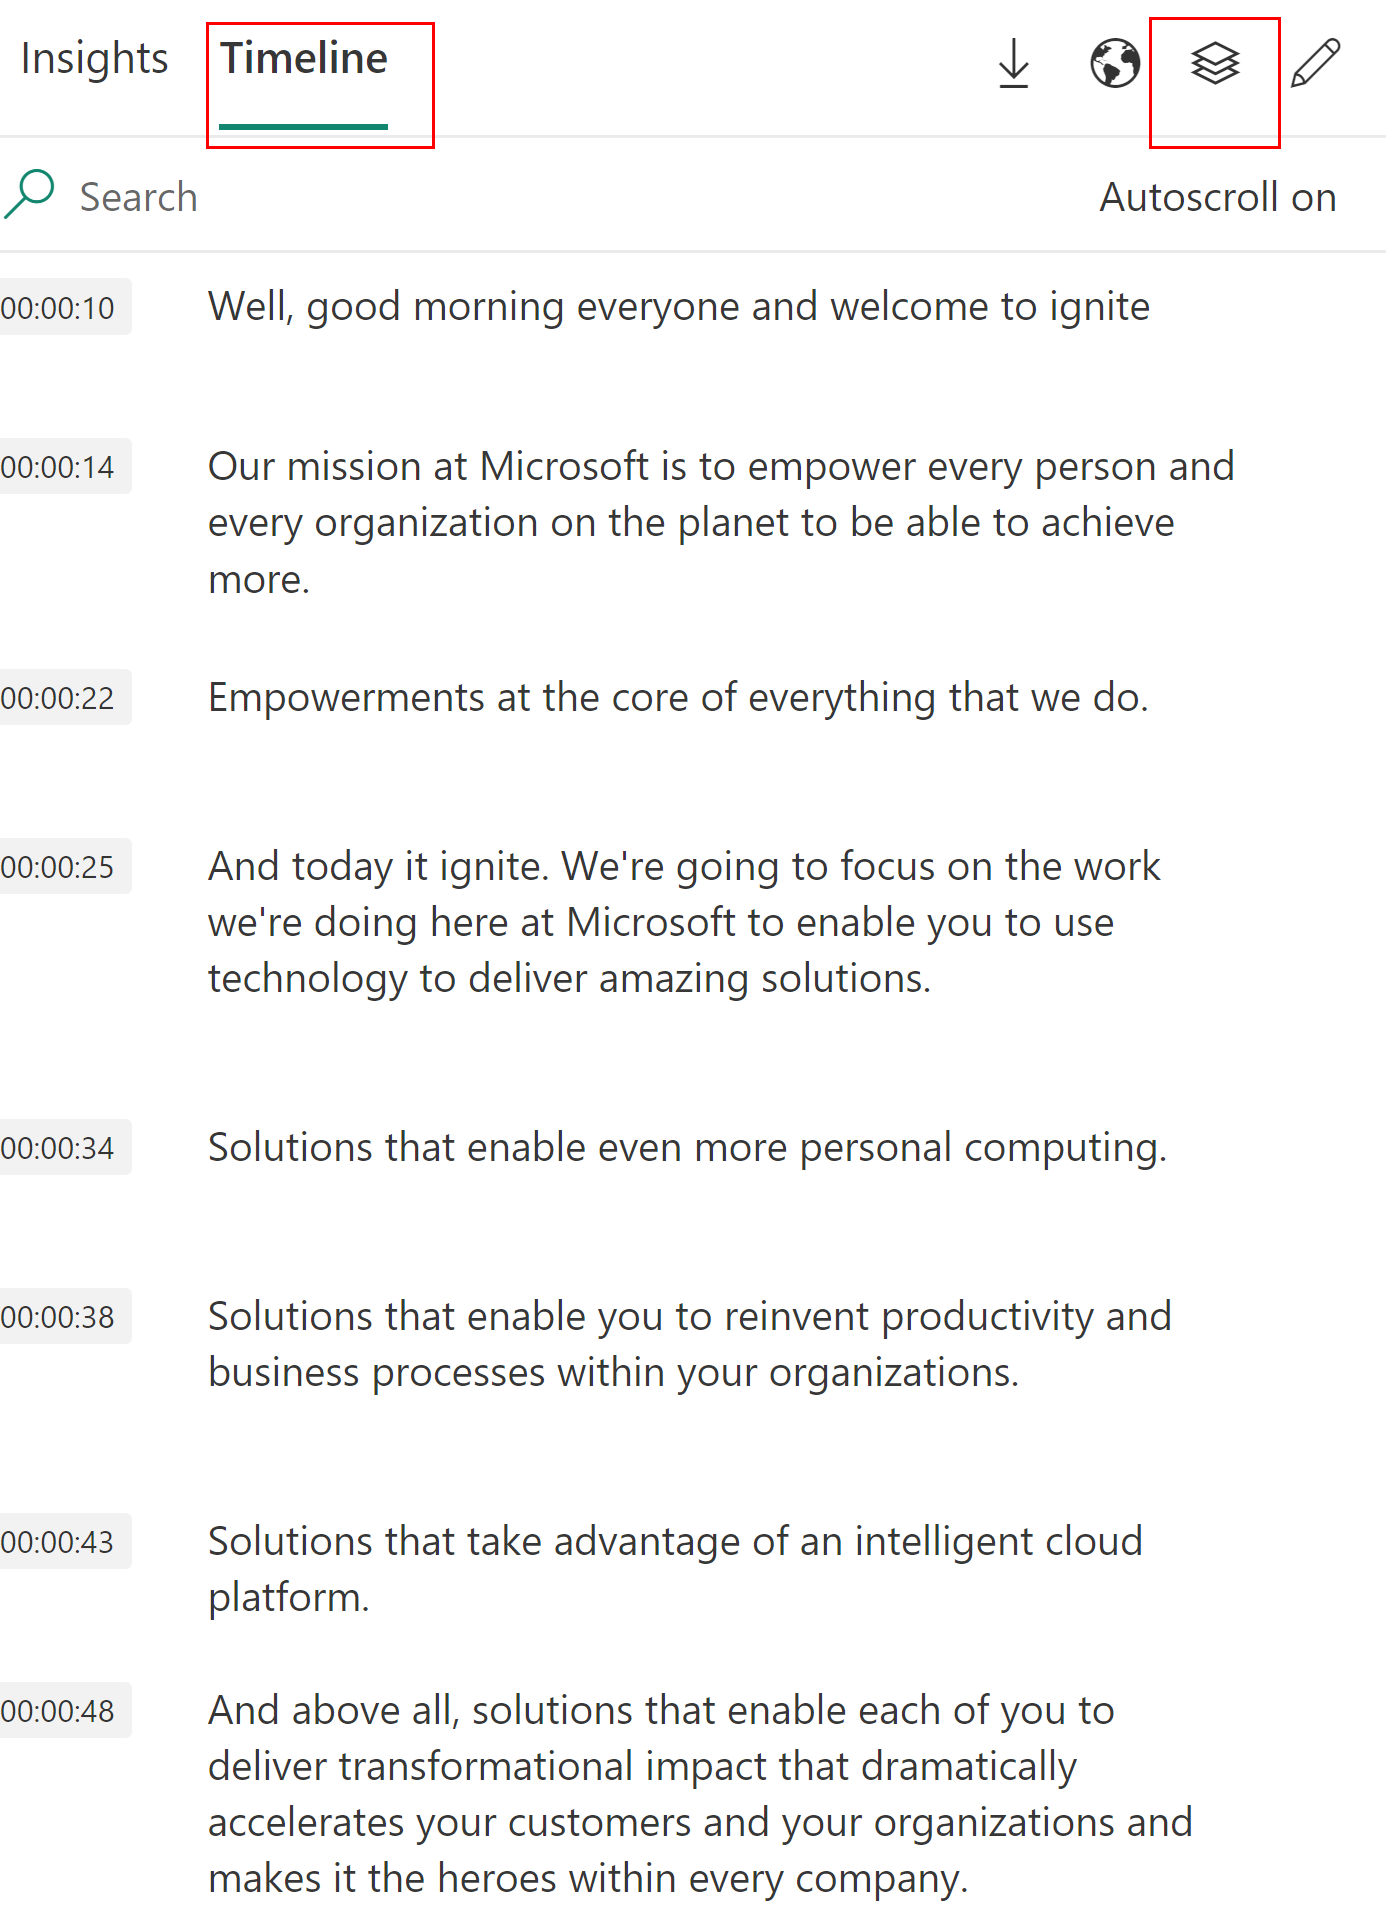 Insights Timeline
Search Autoscroll on
00:00:10 Well, good morning everyone and welcome to ignite
00:00:14 Our mission at Microsoft is to empower every person and
every organization on the planet to be able to achieve
more.
00:00:22 Empowerments at the core of everything that we do.
00:00:25 And today it ignite. We're going to focus on the work
we're doing here at Microsoft to enable you to use
technology to deliver amazing solutions.
00:00:34 Solutions that enable even more personal computing.
00:00:38 Solutions that enable you to reinvent productivity and
business processes within your organizations.
00:00:43 Solutions that take advantage of an intelligent cloud
platform.
00:00:48 And above all, solutions that enable each of you to
deliver transformational impact that dramatically
accelerates your customers and your organizations and
makes it the heroes within every company.